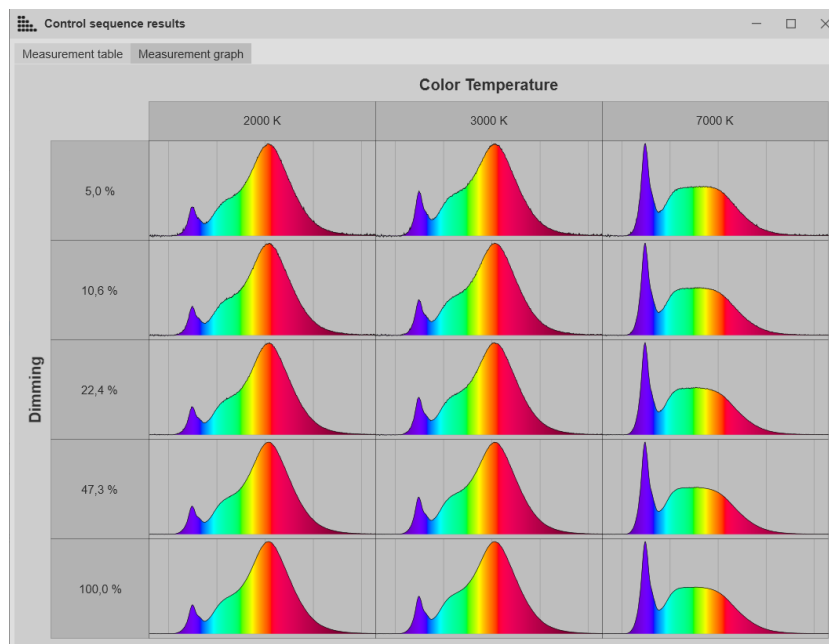 Control sequence results
Measurement table Measurement graph
Color Temperature
2000 K 3000 K 7000 K
Dimming
5,0 %
10,6 %
22,4 %
47,3 %
100,0 %